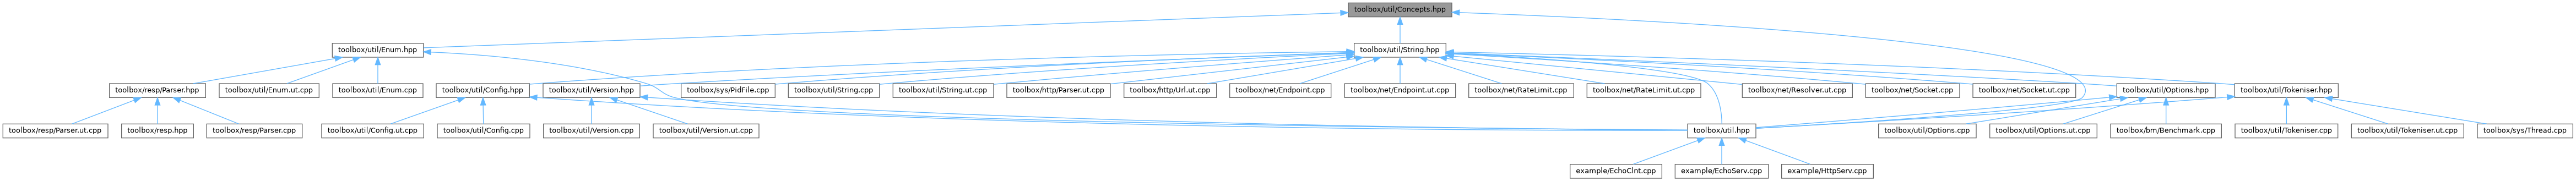 toolbox/util/Concepts.hpp
toolbox/util/Enum.hpp
toolbox/util/String.hpp
toolbox/resp/Parser.hpp
toolbox/util/Enum.ut.cpp
toolbox/util/Enum.cpp
toolbox/util/Config.hpp
toolbox/util/Version.hpp
toolbox/sys/PidFile.cpp
toolbox/util/String.cpp
toolbox/util/String.ut.cpp
toolbox/http/Parser.ut.cpp
toolbox/http/Url.ut.cpp
toolbox/net/Endpoint.cpp
toolbox/net/Endpoint.ut.cpp
toolbox/net/RateLimit.cpp
toolbox/net/RateLimit.ut.cpp
toolbox/net/Resolver.ut.cpp
toolbox/net/Socket.cpp
toolbox/net/Socket.ut.cpp
toolbox/util/Options.hpp
toolbox/util/Tokeniser.hpp
toolbox/resp/Parser.ut.cpp
toolbox/resp.hpp
toolbox/resp/Parser.cpp
toolbox/util/Config.ut.cpp
toolbox/util/Config.cpp
toolbox/util/Version.cpp
toolbox/util/Version.ut.cpp
toolbox/util.hpp
toolbox/util/Options.cpp
toolbox/util/Options.ut.cpp
toolbox/bm/Benchmark.cpp
toolbox/util/Tokeniser.cpp
toolbox/util/Tokeniser.ut.cpp
toolbox/sys/Thread.cpp
example/EchoClnt.cpp
example/EchoServ.cpp
example/HttpServ.cpp